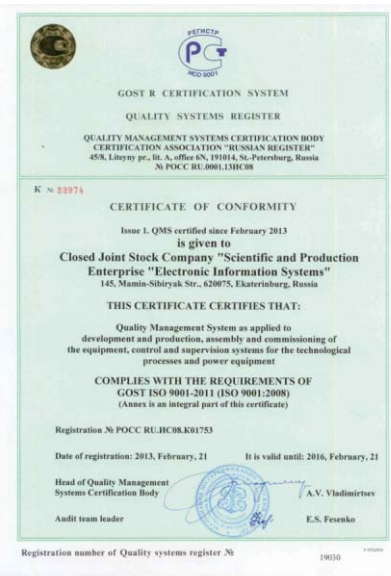 РЕГИСТР
ИСО 9001
GOST R CERTIFICATION SYSTEM
QUALITY SYSTEMS REGISTER
QUALITY MANAGEMENT SYSTEMS CERTIFICATION BODY
CERTIFICATION ASSOCIATION "RUSSIAN REGISTER"
45/8, Liteyny pr., lit. A, office 6N, 191014, St.-Petersburg, Russia
№ РОСС RU.0001.13ИС08
К № 23974
CERTIFICATE OF CONFORMITY
Issue 1. QMS certified since February 2013
is given to
Closed Joint Stock Company "Scientific and Production
Enterprise "Electronic Information Systems"
145, Mamin-Sibiryak Str., 620075, Ekaterinburg, Russia
THIS CERTIFICATE CERTIFIES THAT:
Quality Management System as applied to
development and production, assembly and commissioning of
the equipment, control and supervision systems for the technological
processes and power equipment
COMPLIES WITH THE REQUIREMENTS OF
GOST ISO 9001-2011 (ISO 9001:2008)
(Annex is an integral part of this certificate)
Registration № РОСС RU.ИС08.К01753
Date of registration: 2013, February, 21 It is valid until: 2016, February, 21
Head of Quality Management
Systems Certification Body A.V. Vladimirtsev
Audit team leader E.S. Fesenko
Registration number of Quality systems register № 19030